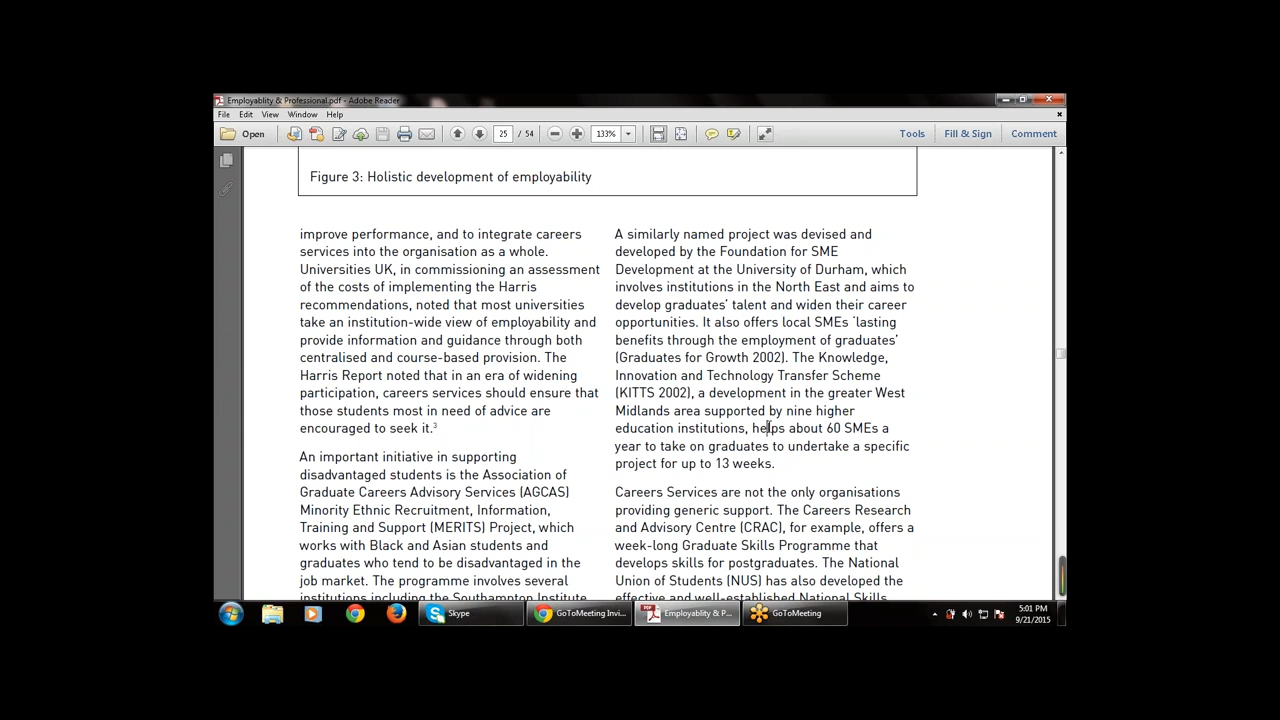 Employablity & Professional.pdf - Adobe Reader
File Edit View Window Help
Open 25 / 54 133% Tools Fill & Sign Comment
Figure 3: Holistic development of employability
improve performance, and to integrate careers
services into the organisation as a whole.
Universities UK, in commissioning an assessment
of the costs of implementing the Harris
recommendations, noted that most universities
take an institution-wide view of employability and
provide information and guidance through both
centralised and course-based provision. The
Harris Report noted that in an era of widening
participation, careers services should ensure that
those students most in need of advice are
encouraged to seek it.3
An important initiative in supporting
disadvantaged students is the Association of
Graduate Careers Advisory Services (AGCAS)
Minority Ethnic Recruitment, Information,
Training and Support (MERITS) Project, which
works with Black and Asian students and
graduates who tend to be disadvantaged in the
job market. The programme involves several
institutions including the Southampton Institute
A similarly named project was devised and
developed by the Foundation for SME
Development at the University of Durham, which
involves institutions in the North East and aims to
develop graduates' talent and widen their career
opportunities. It also offers local SMEs 'lasting
benefits through the employment of graduates'
(Graduates for Growth 2002). The Knowledge,
Innovation and Technology Transfer Scheme
(KITTS 2002), a development in the greater West
Midlands area supported by nine higher
education institutions, helps about 60 SMEs a
year to take on graduates to undertake a specific
project for up to 13 weeks.
Careers Services are not the only organisations
providing generic support. The Careers Research
and Advisory Centre (CRAC), for example, offers a
week-long Graduate Skills Programme that
develops skills for postgraduates. The National
Union of Students (NUS) has also developed the
effective and well-established National Skills
Skype GoToMeeting Invi... Employablity & P... GoToMeeting 5:01 PM
9/21/2015